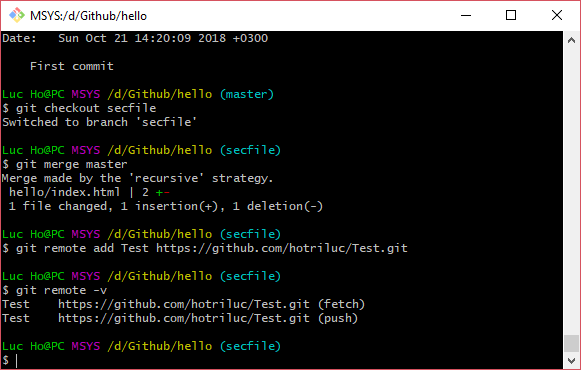 MSYS:/d/Github/hello
Date:   Sun Oct 21 14:20:09 2018 +0300
    First commit
Luc Ho@PC MSYS /d/Github/hello (master)
$ git checkout secfile
Switched to branch 'secfile'
Luc Ho@PC MSYS /d/Github/hello (secfile)
$ git merge master
Merge made by the 'recursive' strategy.
 hello/index.html | 2 +-
 1 file changed, 1 insertion(+), 1 deletion(-)
Luc Ho@PC MSYS /d/Github/hello (secfile)
$ git remote add Test https://github.com/hotriluc/Test.git
Luc Ho@PC MSYS /d/Github/hello (secfile)
$ git remote -v
Test    https://github.com/hotriluc/Test.git (fetch)
Test    https://github.com/hotriluc/Test.git (push)
Luc Ho@PC MSYS /d/Github/hello (secfile)
$